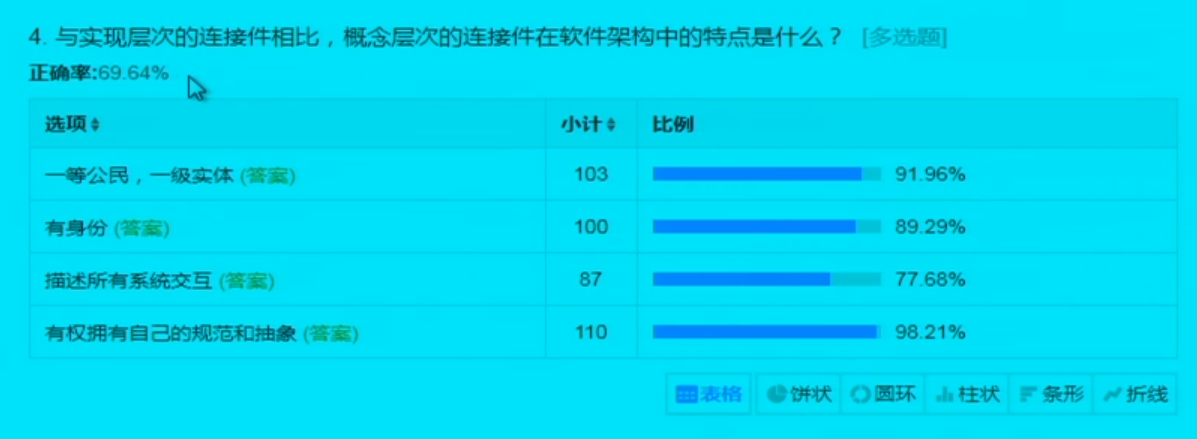 4. 与实现层次的连接件相比，概念层次的连接件在软件架构中的特点是什么？ [多选题]
正确率:69.64%
选项 小计 比例
一等公民，一级实体 (答案) 103 91.96%
有身份 (答案) 100 89.29%
描述所有系统交互 (答案) 87 77.68%
有权拥有自己的规范和抽象 (答案) 110 98.21%
表格 饼状 圆环 柱状 条形 折线